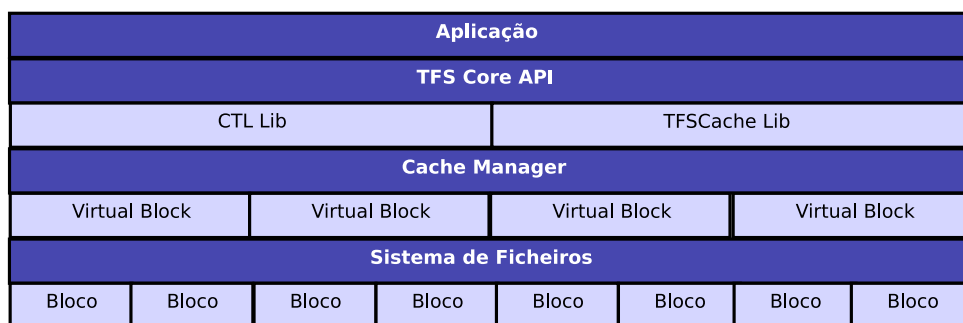 Aplicação
TFS Core API
CTL Lib TFSCache Lib
Cache Manager
Virtual Block Virtual Block Virtual Block Virtual Block
Sistema de Ficheiros
Bloco Bloco Bloco Bloco Bloco Bloco Bloco Bloco